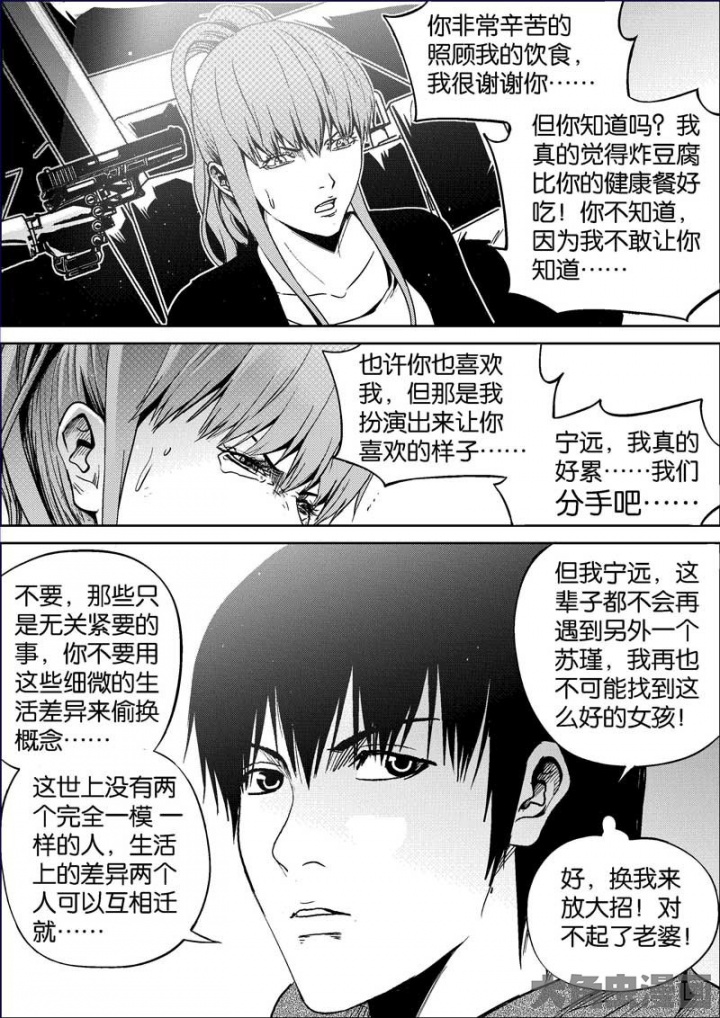 你非常辛苦的
照顾我的饮食，
我很谢谢你……
但你知道吗？我
真的觉得炸豆腐
比你的健康餐好
吃！你不知道，
因为我不敢让你
知道……
也许你也喜欢
我，但那是我
扮演出来让你
喜欢的样子……
宁远，我真的
好累……我们
分手吧……
不要，那些只
是无关紧要的
事，你不要用
这些细微的生
活差异来偷换
概念……
这世上没有两
个完全一模一
样的人，生活
上的差异两个
人可以互相迁
就……
但我宁远，这
辈子都不会再
遇到另外一个
苏瑾，我再也
不可能找到这
么好的女孩！
好，换我来
放大招！对
不起了老婆！